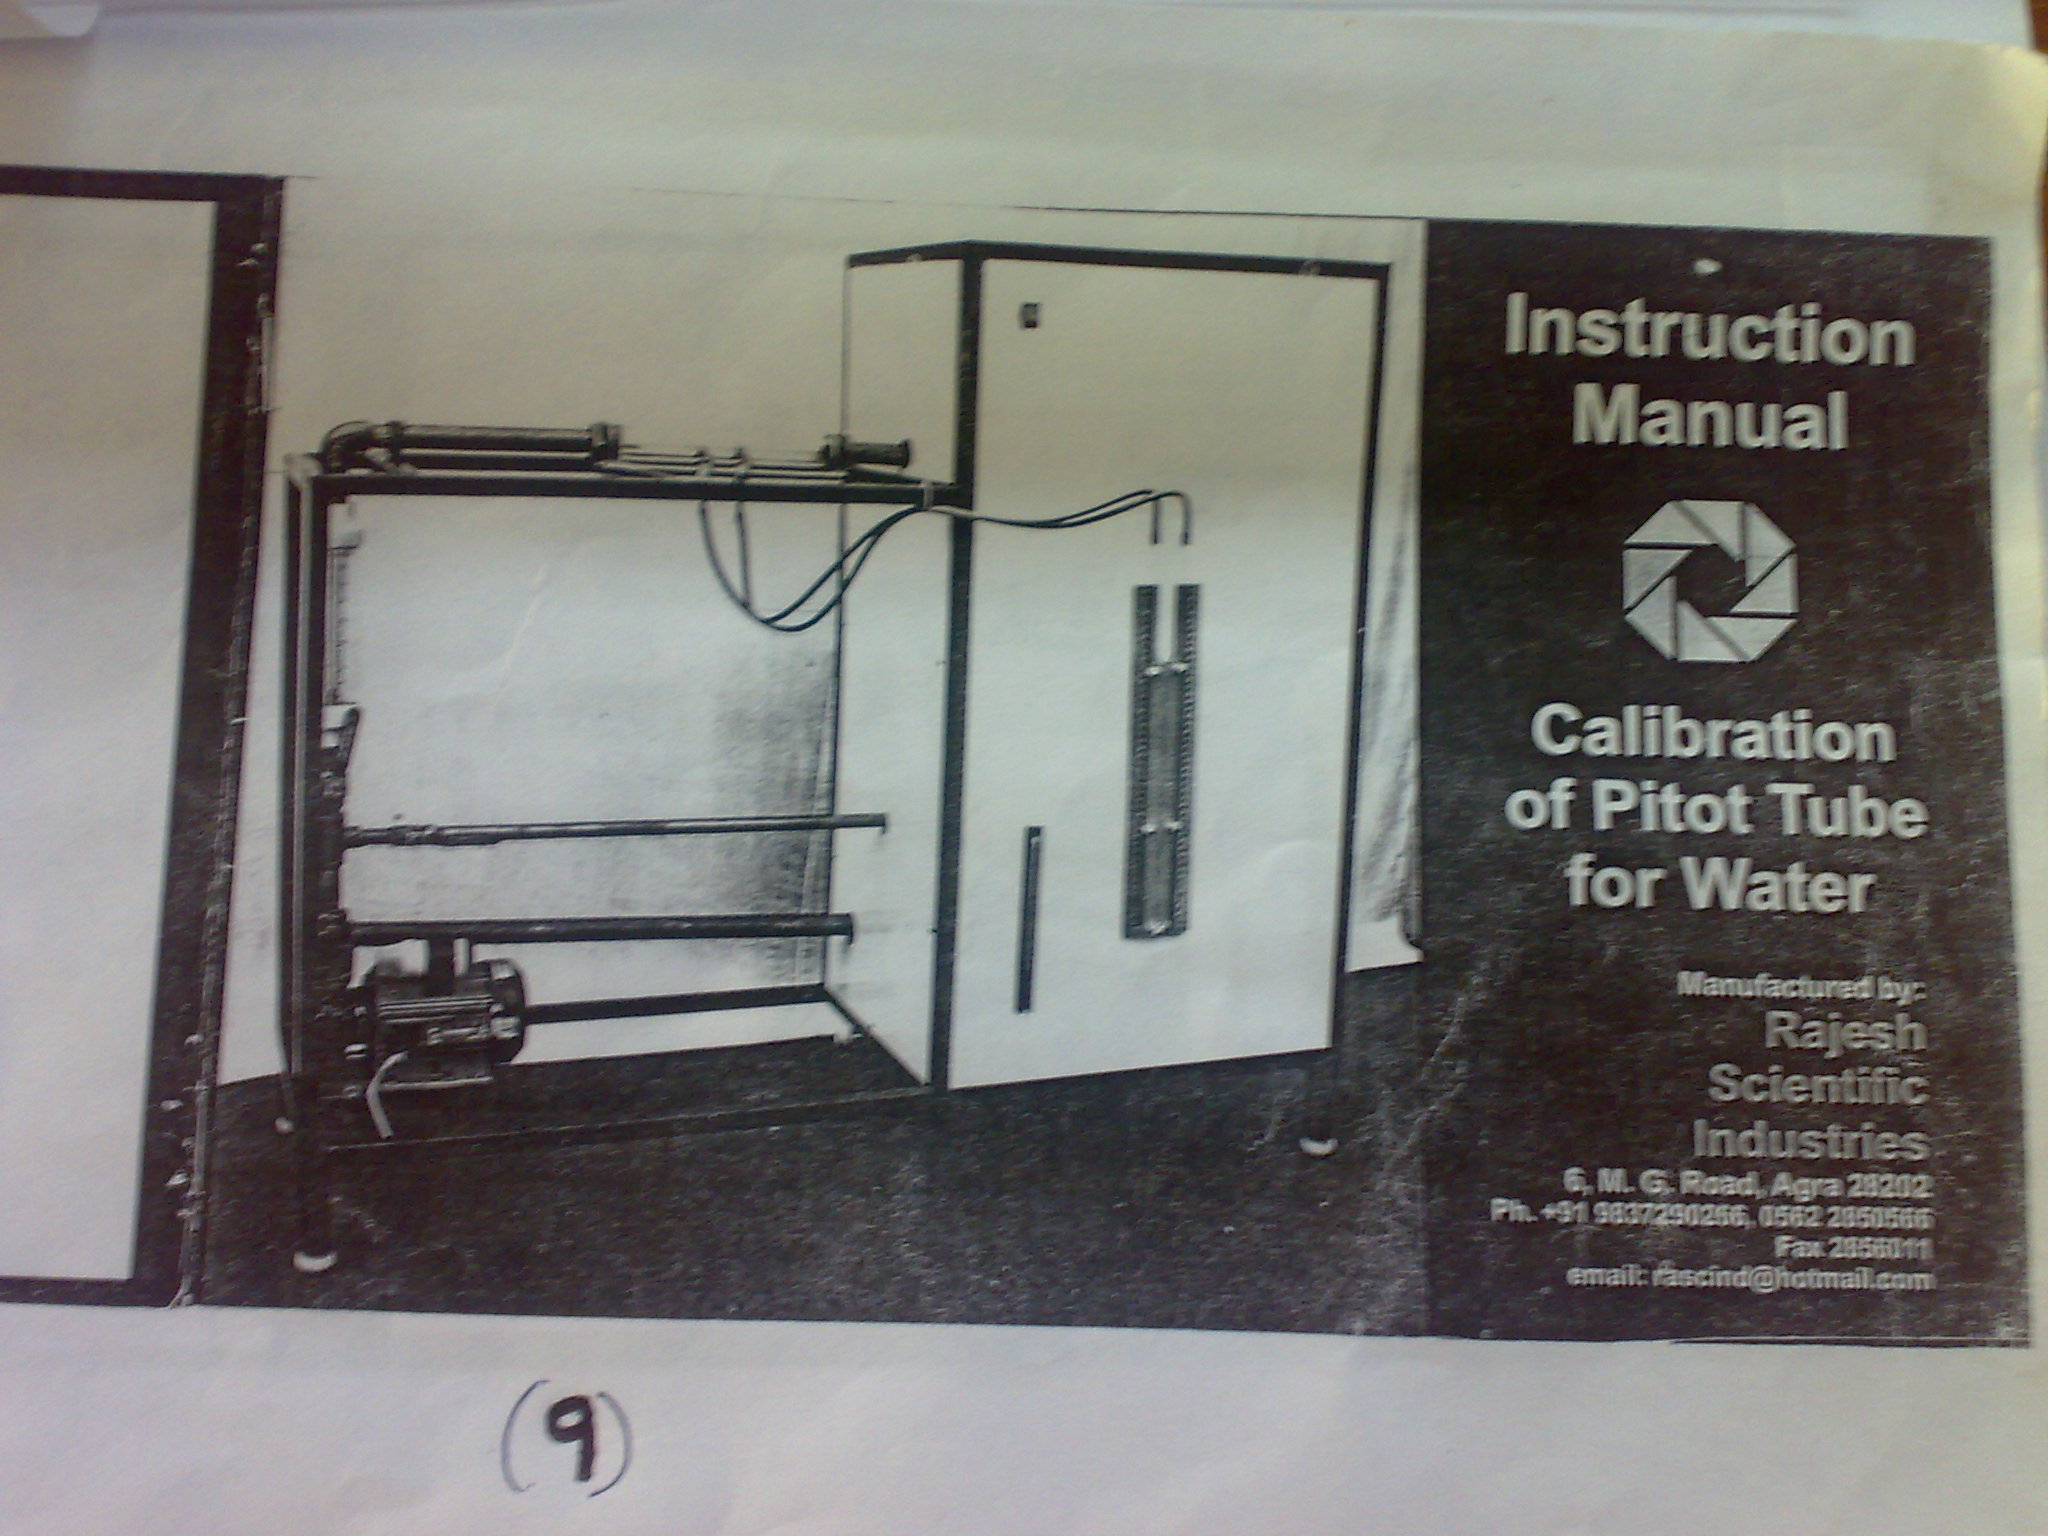 Instruction
Manual
Calibration
of Pitot Tube
for Water
Manufactured by:
Rajesh
Scientific
Industries
6, M. G. Road, Agra 28202
Ph. +91 9837290266, 0562 2850566
Fax 2856011
email: rascind@hotmail.com
(9)